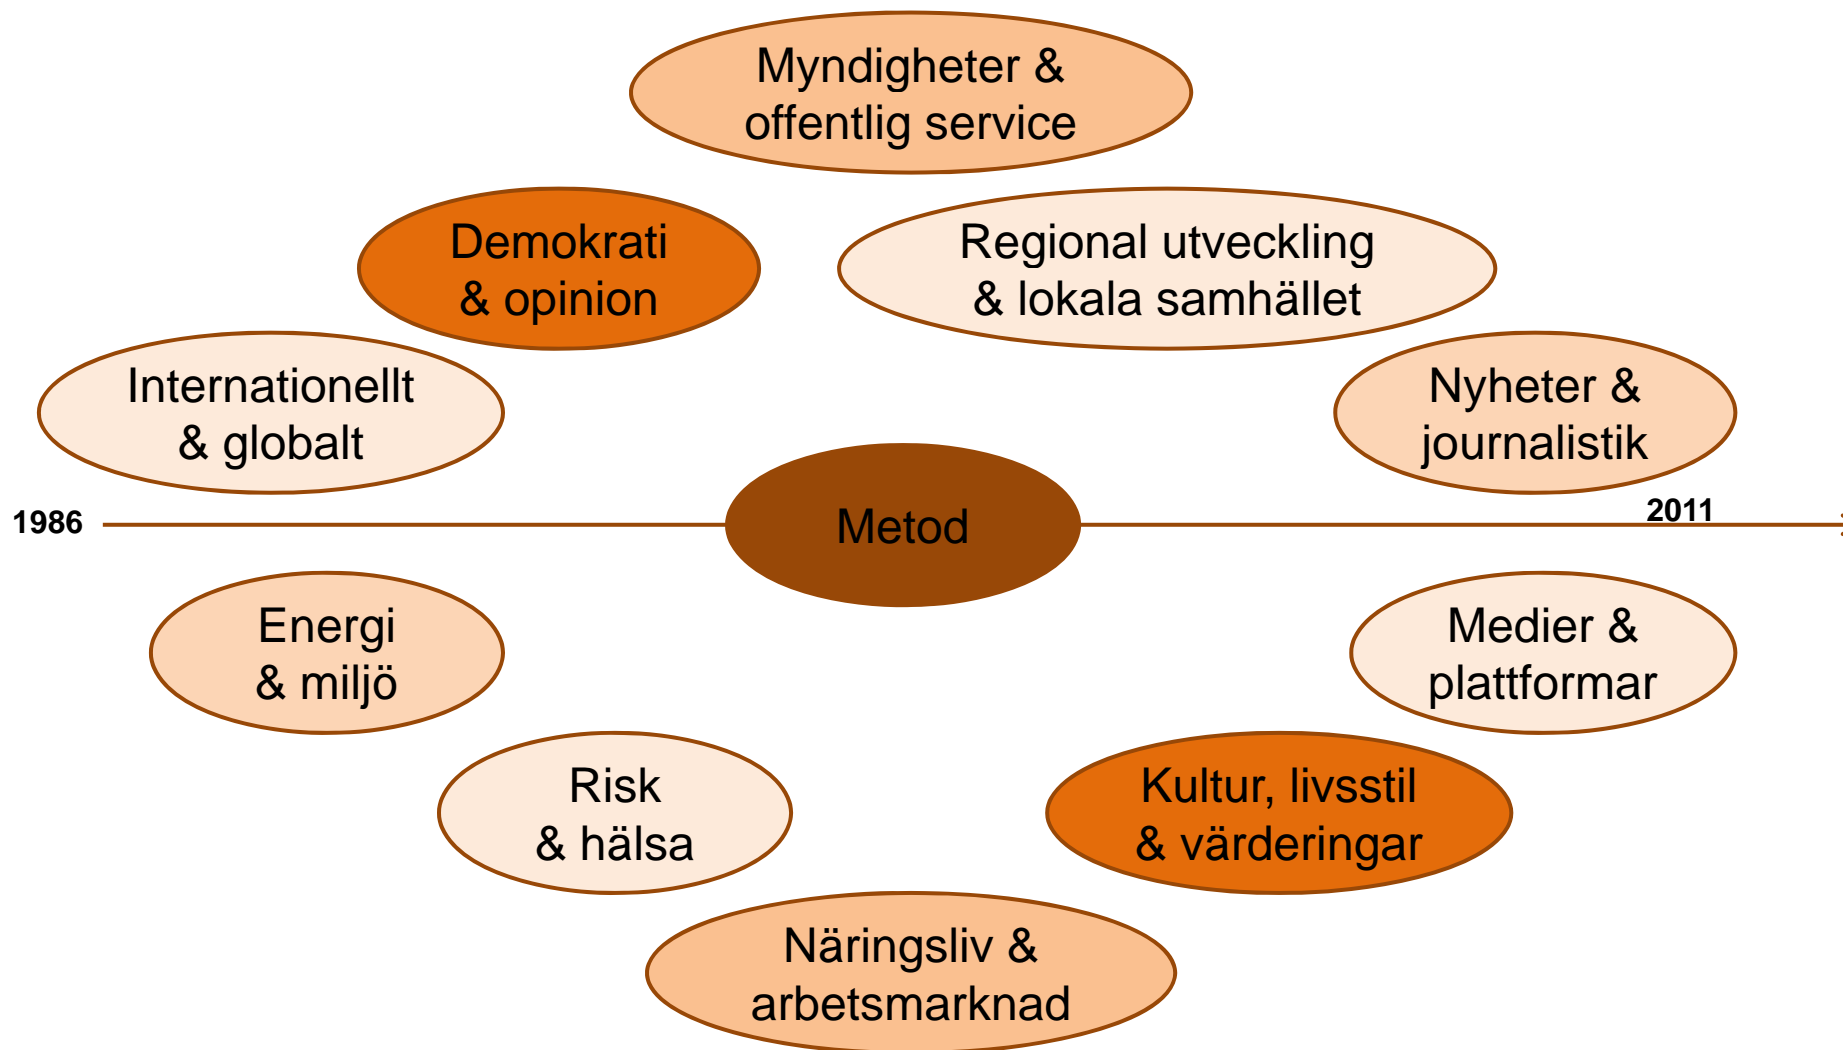 Myndigheter &
offentlig service
Demokrati
& opinion
Regional utveckling
& lokala samhället
Internationellt
& globalt
Nyheter &
journalistik
1986
Metod
2011
Energi
& miljö
Medier &
plattformar
Risk
& hälsa
Kultur, livsstil
& värderingar
Näringsliv &
arbetsmarknad